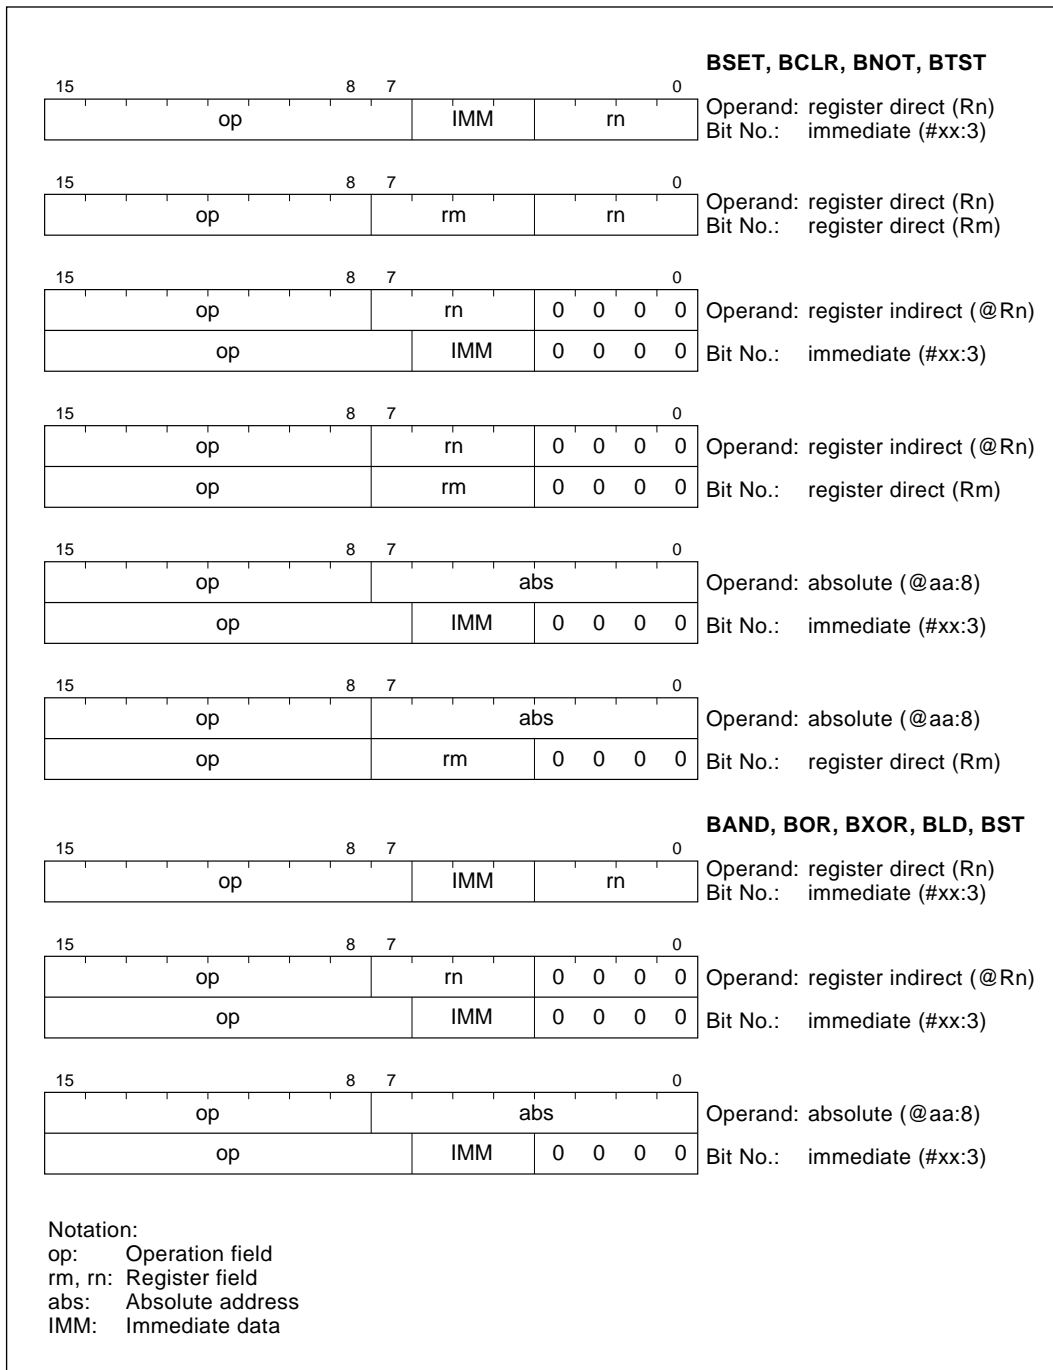 BSET, BCLR, BNOT, BTST
15 8 7 0
op IMM rn Operand: register direct (Rn)
Bit No.: immediate (#xx:3)
15 8 7 0
op rm rn Operand: register direct (Rn)
Bit No.: register direct (Rm)
15 8 7 0
op rn 0 0 0 0 Operand: register indirect (@Rn)
op IMM 0 0 0 0 Bit No.: immediate (#xx:3)
15 8 7 0
op rn 0 0 0 0 Operand: register indirect (@Rn)
op rm 0 0 0 0 Bit No.: register direct (Rm)
15 8 7 0
op abs Operand: absolute (@aa:8)
op IMM 0 0 0 0 Bit No.: immediate (#xx:3)
15 8 7 0
op abs Operand: absolute (@aa:8)
op rm 0 0 0 0 Bit No.: register direct (Rm)
BAND, BOR, BXOR, BLD, BST
15 8 7 0
op IMM rn Operand: register direct (Rn)
Bit No.: immediate (#xx:3)
15 8 7 0
op rn 0 0 0 0 Operand: register indirect (@Rn)
op IMM 0 0 0 0 Bit No.: immediate (#xx:3)
15 8 7 0
op abs Operand: absolute (@aa:8)
op IMM 0 0 0 0 Bit No.: immediate (#xx:3)
Notation:
op: Operation field
rm, rn: Register field
abs: Absolute address
IMM: Immediate data